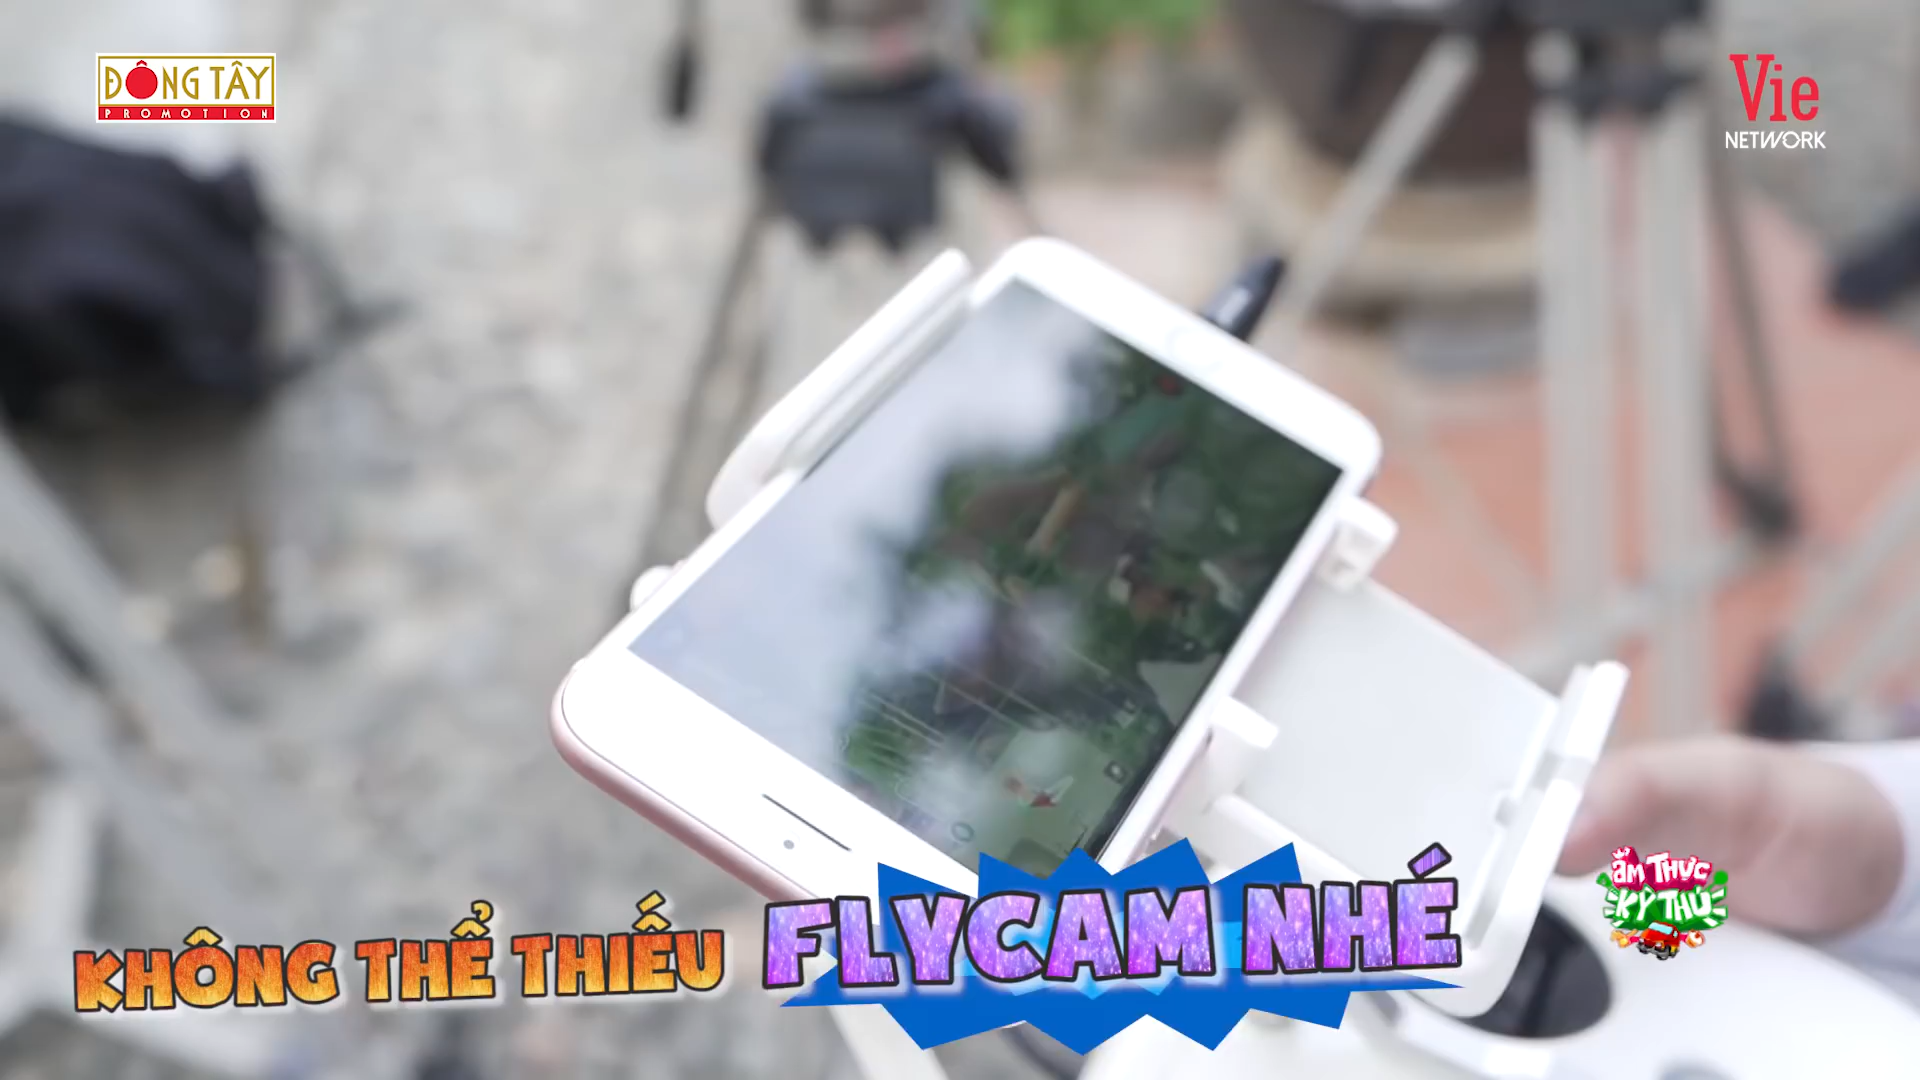 ĐÔNG TÂY
PROMOTION
Vie
NETWORK
KHÔNG THỂ THIẾU FLYCAM NHÉ
ẨM THỰC
KỲ THÚ